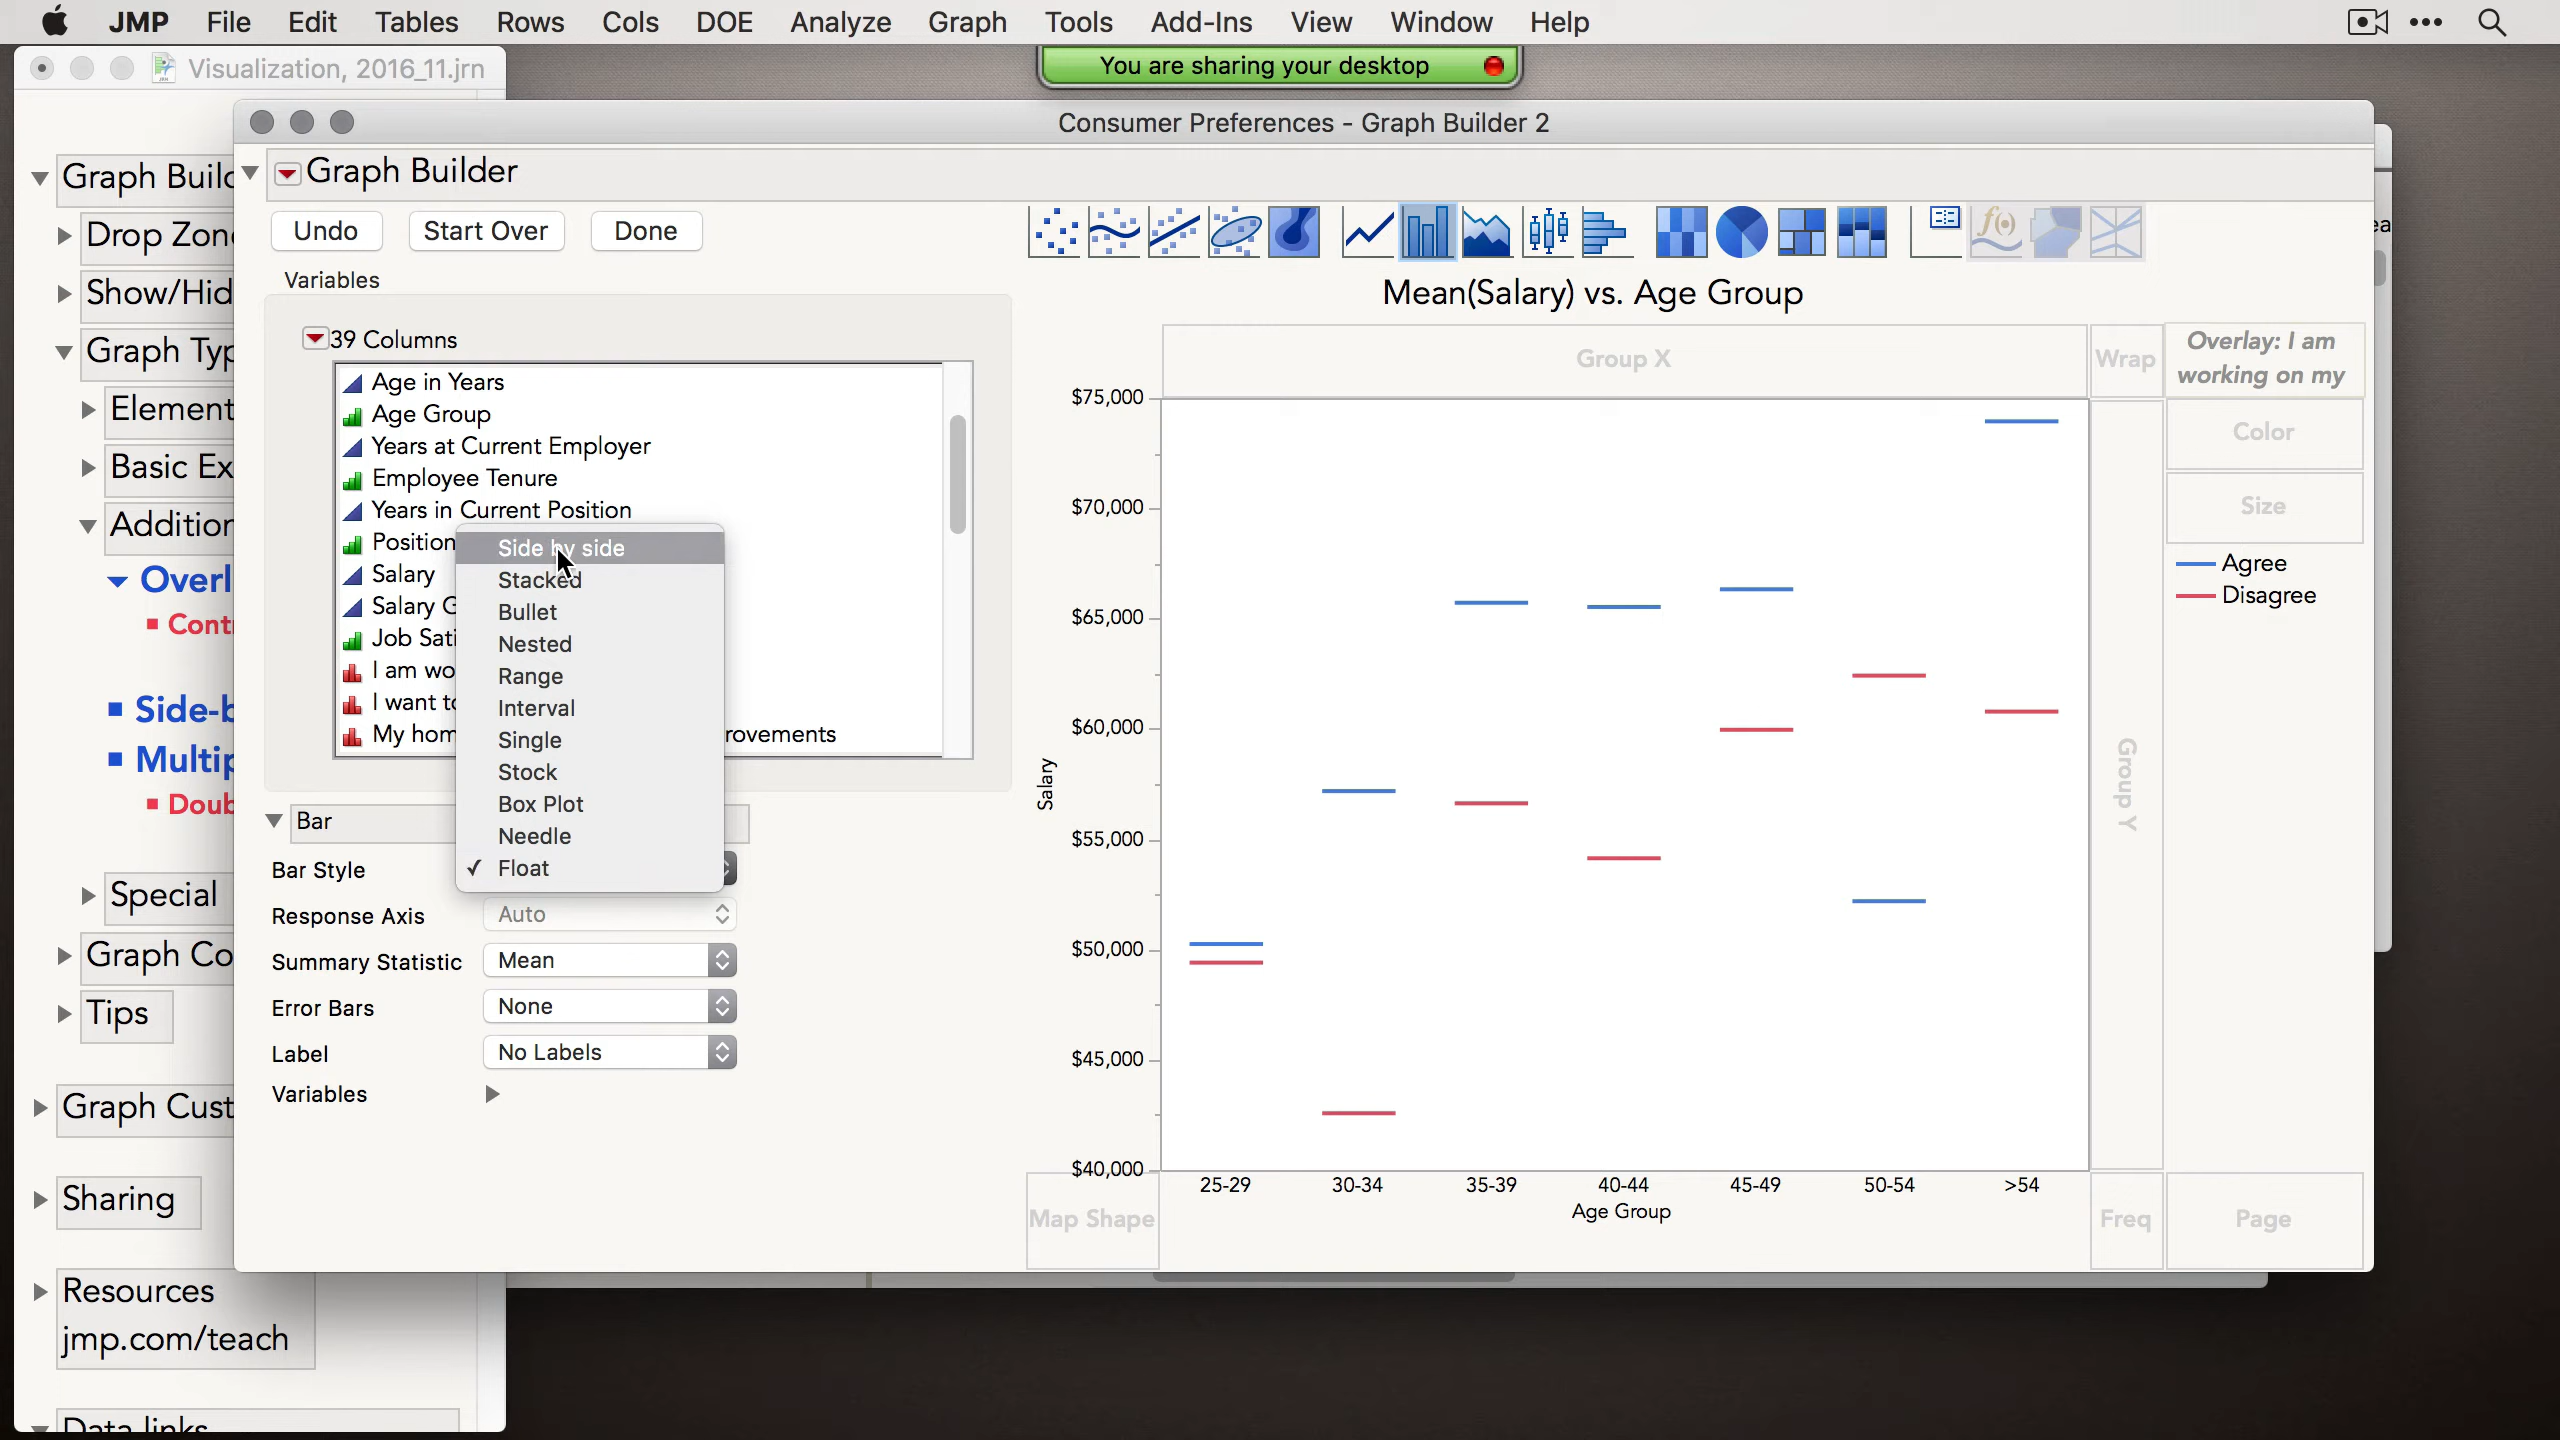 JMP File Edit Tables Rows Cols DOE Analyze Graph Tools Add-Ins View Window Help
You are sharing your desktop
Visualization, 2016_11.jrn
Consumer Preferences - Graph Builder 2
Graph Builder
Undo Start Over Done
Variables
39 Columns
Age in Years
Age Group
Years at Current Employer
Employee Tenure
Years in Current Position
Position
Salary
Salary G
Job Sati
I am wo
I want to
My hom
rovements
Side by side
Stacked
Bullet
Nested
Range
Interval
Single
Stock
Box Plot
Needle
✓ Float
Bar
Bar Style
Response Axis Auto
Summary Statistic Mean
Error Bars None
Label No Labels
Variables
Graph Build
Drop Zon
Show/Hid
Graph Typ
Element
Basic Ex
Addition
Overl
Contr
Side-b
Multip
Doub
Special
Graph Co
Tips
Graph Cust
Sharing
Resources
jmp.com/teach
Data links
Mean(Salary) vs. Age Group
Group X
Wrap
Overlay: I am
working on my
Color
Size
Agree
Disagree
Group Y
Salary
$75,000
$70,000
$65,000
$60,000
$55,000
$50,000
$45,000
$40,000
25-29 30-34 35-39 40-44 45-49 50-54 >54
Age Group
Map Shape
Freq
Page
ea